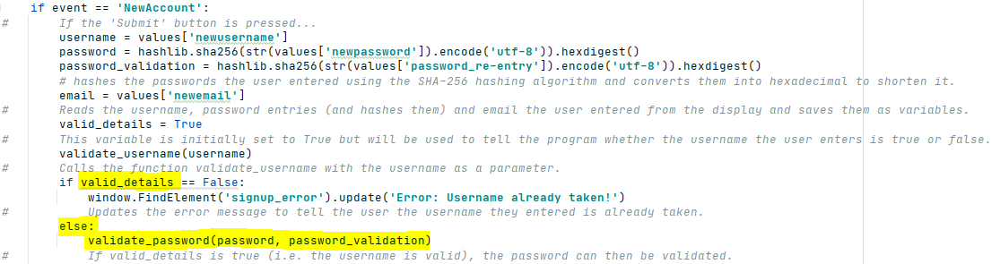 if event == 'NewAccount':
#       If the 'Submit' button is pressed...
username = values['newusername']
password = hashlib.sha256(str(values['newpassword']).encode('utf-8')).hexdigest()
password_validation = hashlib.sha256(str(values['password_re-entry']).encode('utf-8')).hexdigest()
# hashes the passwords the user entered using the SHA-256 hashing algorithm and converts them into hexadecimal to shorten it.
email = values['newemail']
#       Reads the username, password entries (and hashes them) and email the user entered from the display and saves them as variables.
valid_details = True
#       This variable is initially set to True but will be used to tell the program whether the username the user enters is true or false.
validate_username(username)
#       Calls the function validate_username with the username as a parameter.
if valid_details == False:
window.FindElement('signup_error').update('Error: Username already taken!')
#           Updates the error message to tell the user the username they entered is already taken.
else:
validate_password(password, password_validation)
#           If valid_details is true (i.e. the username is valid), the password can then be validated.